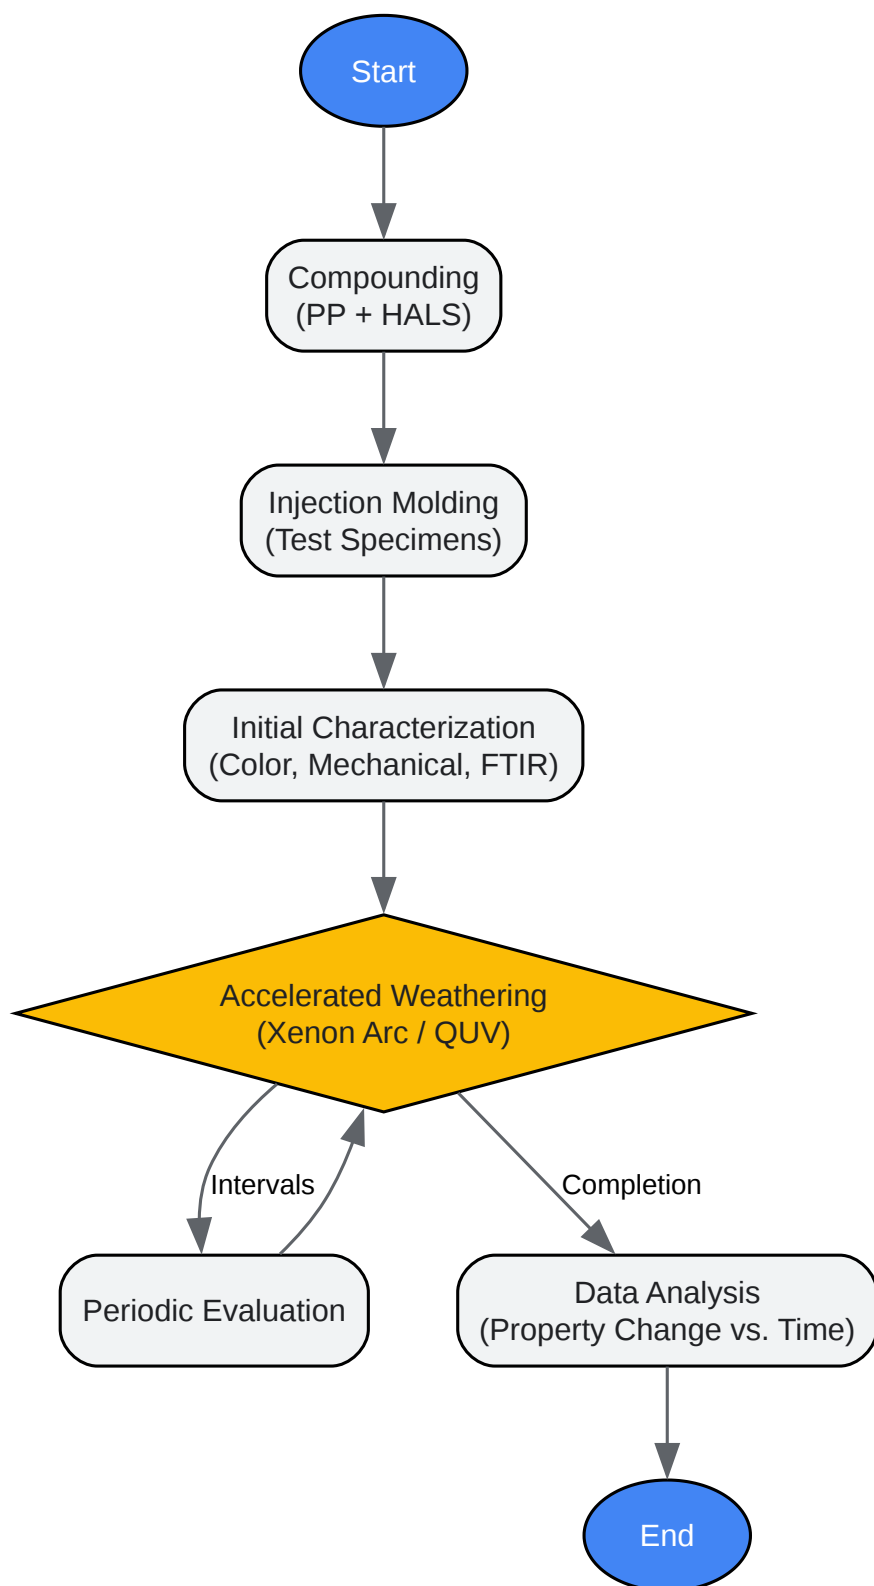 Start
Compounding
(PP + HALS)
Injection Molding
(Test Specimens)
Initial Characterization
(Color, Mechanical, FTIR)
Accelerated Weathering
(Xenon Arc / QUV)
Intervals
Completion
Periodic Evaluation
Data Analysis
(Property Change vs. Time)
End